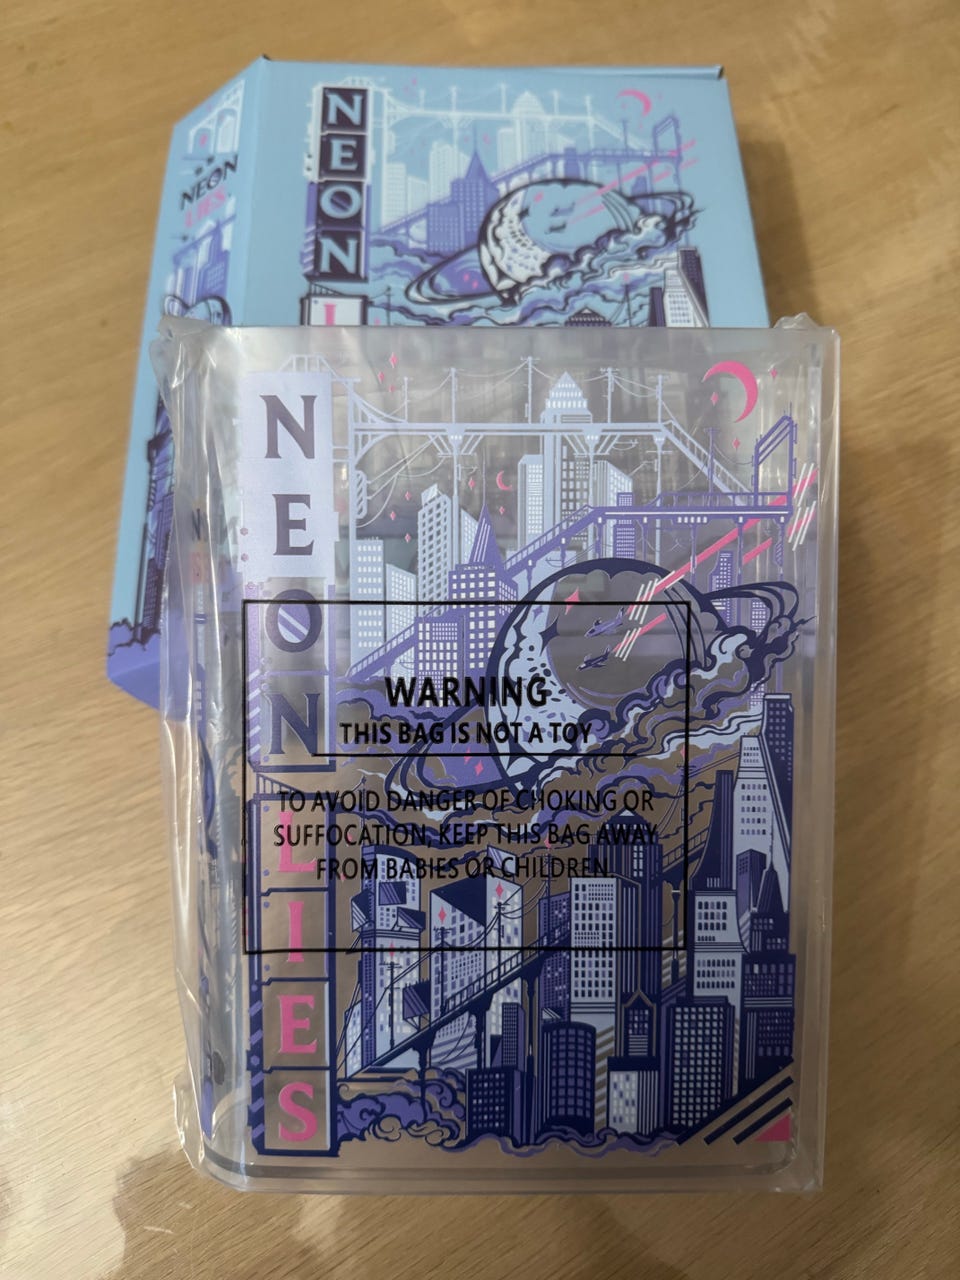 NEON
LIES
NEON
L
NEON
LIES
WARNING
THIS BAG IS NOT A TOY
TO AVOID DANGER OF CHOKING OR
SUFFOCATION, KEEP THIS BAG AWAY
FROM BABIES OR CHILDREN.